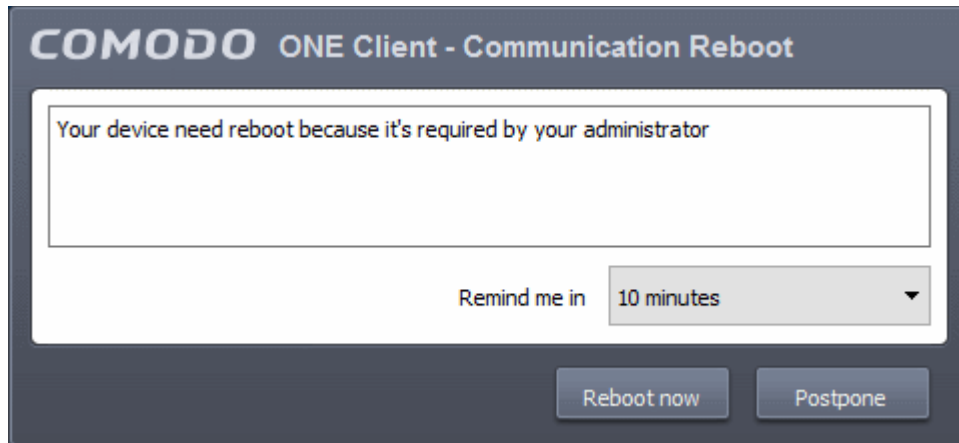 COMODO ONE Client - Communication Reboot
Your device need reboot because it's required by your administrator
Remind me in 10 minutes
Reboot now Postpone